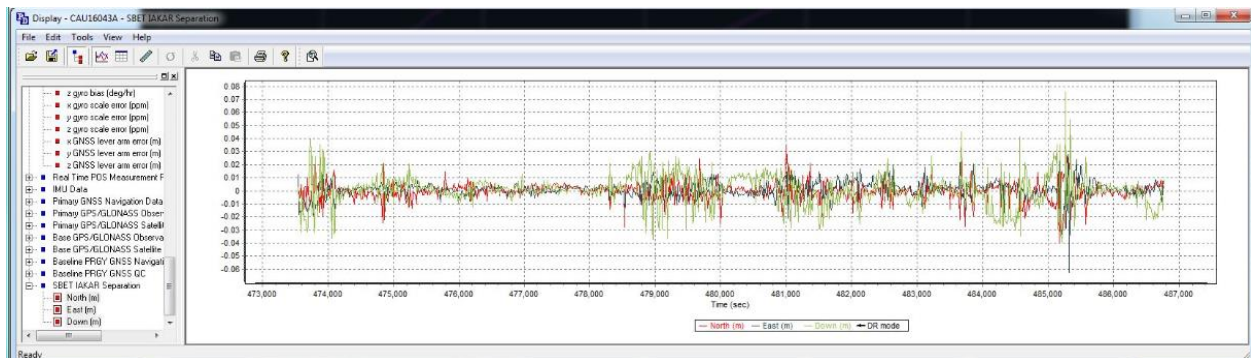 Display - CAU16043A - SBET IAKAR Separation
File Edit Tools View Help
z gyro bias (deg/hr)
x gyro scale error (ppm)
y gyro scale error (ppm)
z gyro scale error (ppm)
x GNSS lever arm error (m)
y GNSS lever arm error (m)
z GNSS lever arm error (m)
Real Time POS Measurement F
IMU Data
Primary GNSS Navigation Data
Primary GPS/GLONASS Obser
Primary GPS/GLONASS Satellit
Base GPS/GLONASS Observa
Base GPS/GLONASS Satellite
Baseline PRGY GNSS Navigati
Baseline PRGY GNSS QC
SBET IAKAR Separation
North (m)
East (m)
Down (m)
0.08
0.07
0.06
0.05
0.04
0.03
0.02
0.01
0
-0.01
-0.02
-0.03
-0.04
-0.05
-0.06
473,000 474,000 475,000 476,000 477,000 478,000 479,000 480,000 481,000 482,000 483,000 484,000 485,000 486,000 487,000
Time (sec)
North (m) East (m) Down (m) DR mode
Ready